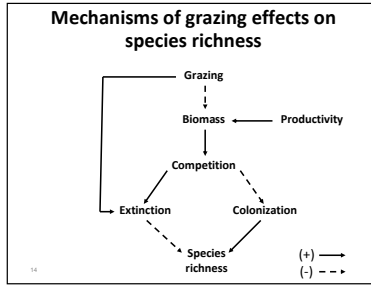 Mechanisms of grazing effects on
species richness
Grazing
Biomass
Productivity
Competition
Extinction
Colonization
Species
richness
(+)
(-)
14